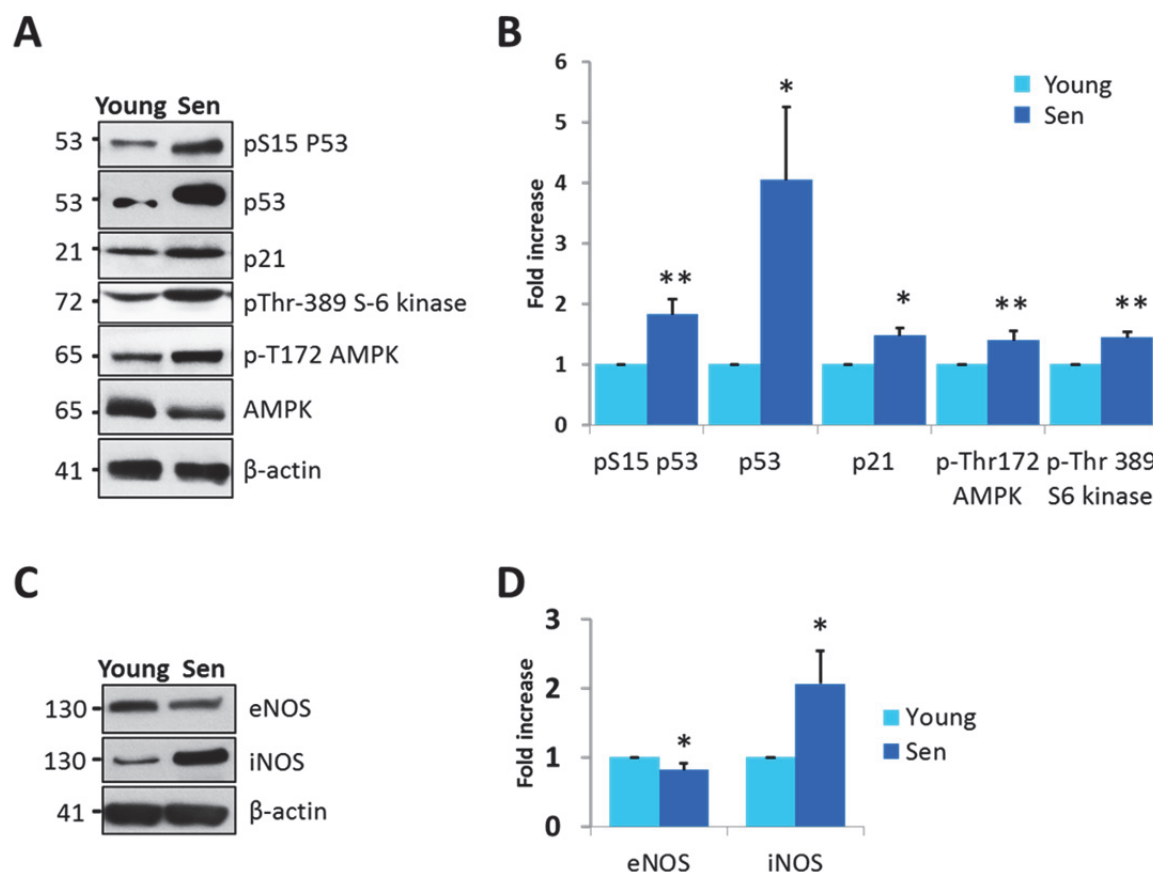 A
Young Sen
53 pS15 P53
53 p53
21 p21
72 pThr-389 S-6 kinase
65 p-T172 AMPK
65 AMPK
41 β-actin
B
6
5
4
3
2
1
0
Fold increase
Young
Sen
**
*
*
**
**
pS15 p53 p53 p21 p-Thr172 p-Thr 389
AMPK S6 kinase
C
Young Sen
130 eNOS
130 iNOS
41 β-actin
D
3
2
1
0
Fold increase
*
*
Young
Sen
eNOS iNOS